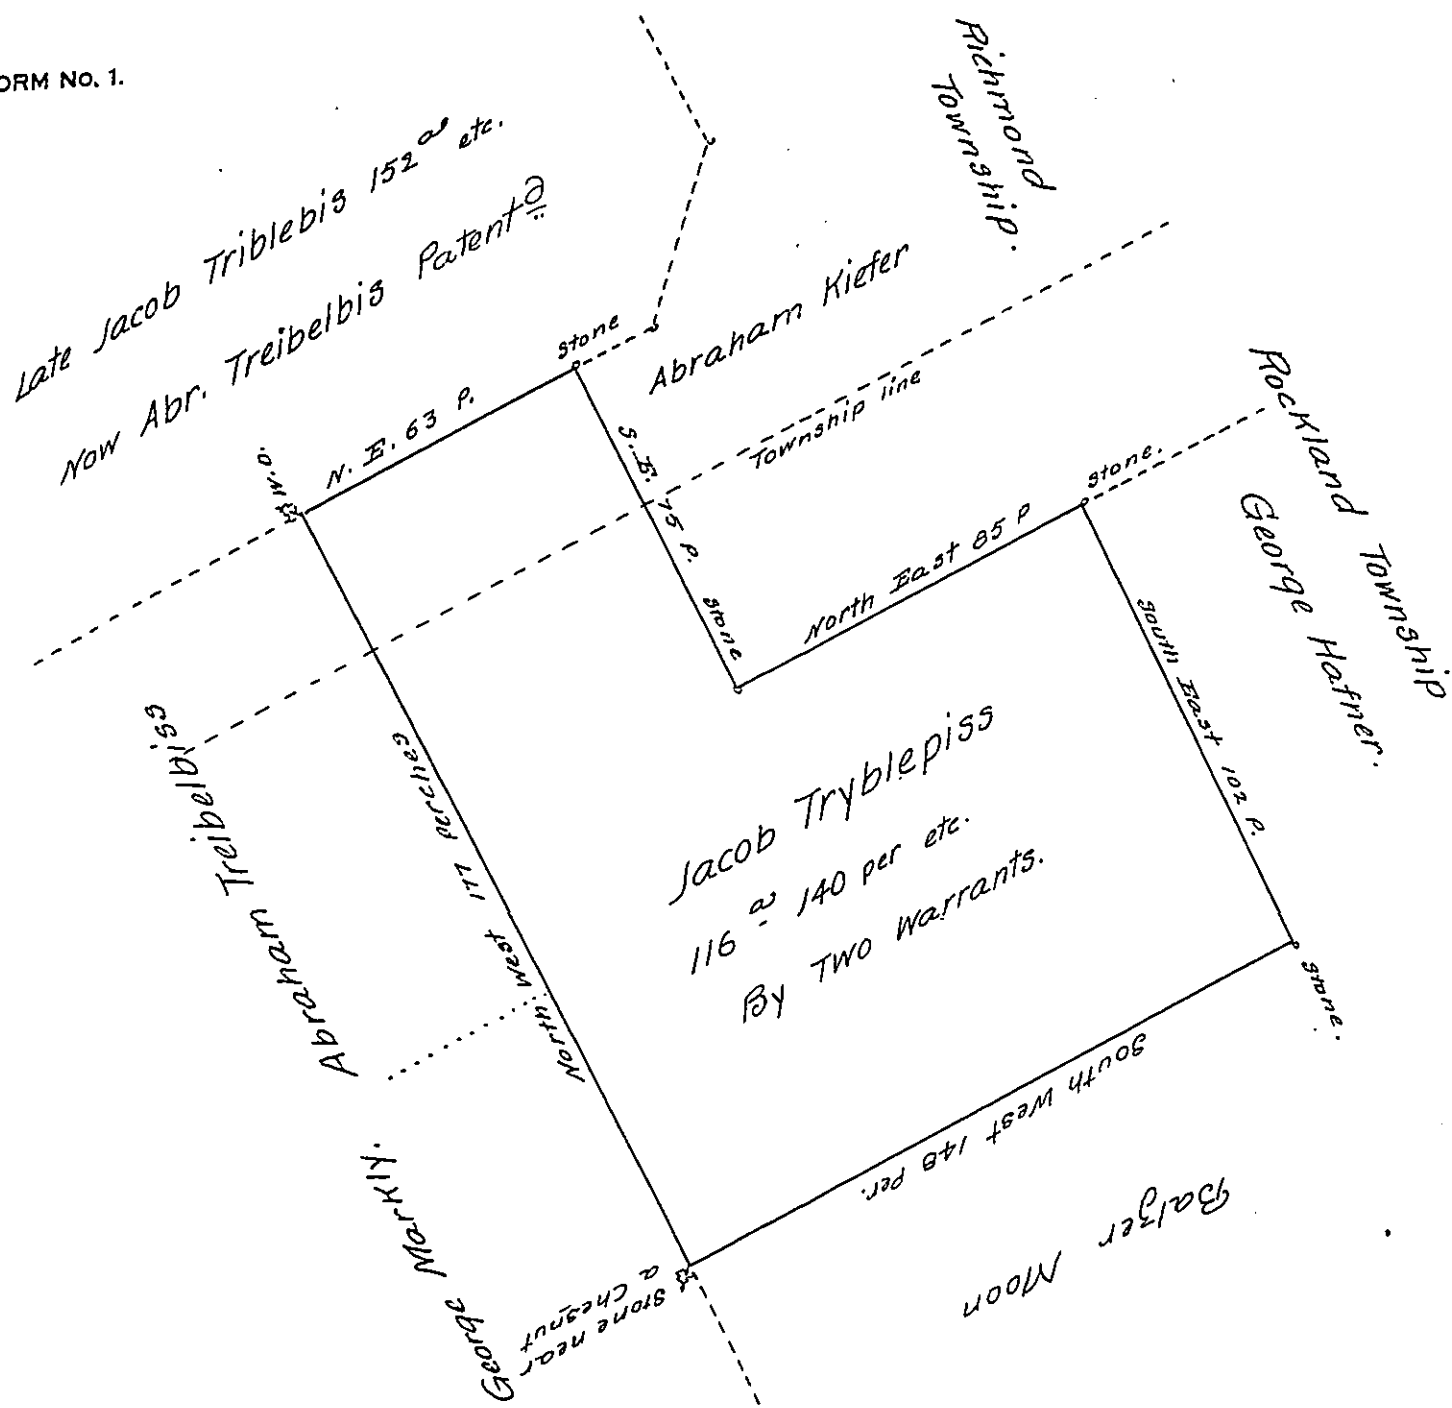 ORM No. 1.
Richmond
Township.
Late Jacob Triblebis 152 a etc.
Now Abr. Treibelbis Patent
Abraham Kiefer
Township line
Rockland Township
George Hafner.
W.O.
N. E. 63 P.
Stone
S. E. 75 P.
Stone
North East 85 P
Stone.
South East 102 P.
Stone.
South West 148 Per.
Stone near
a Chesnut
North West 177 Perches
Jacob Tryblepiss
116 a 140 per etc.
By Two Warrants.
Abraham Treibelbiss
George Markly.
Balzer Moon